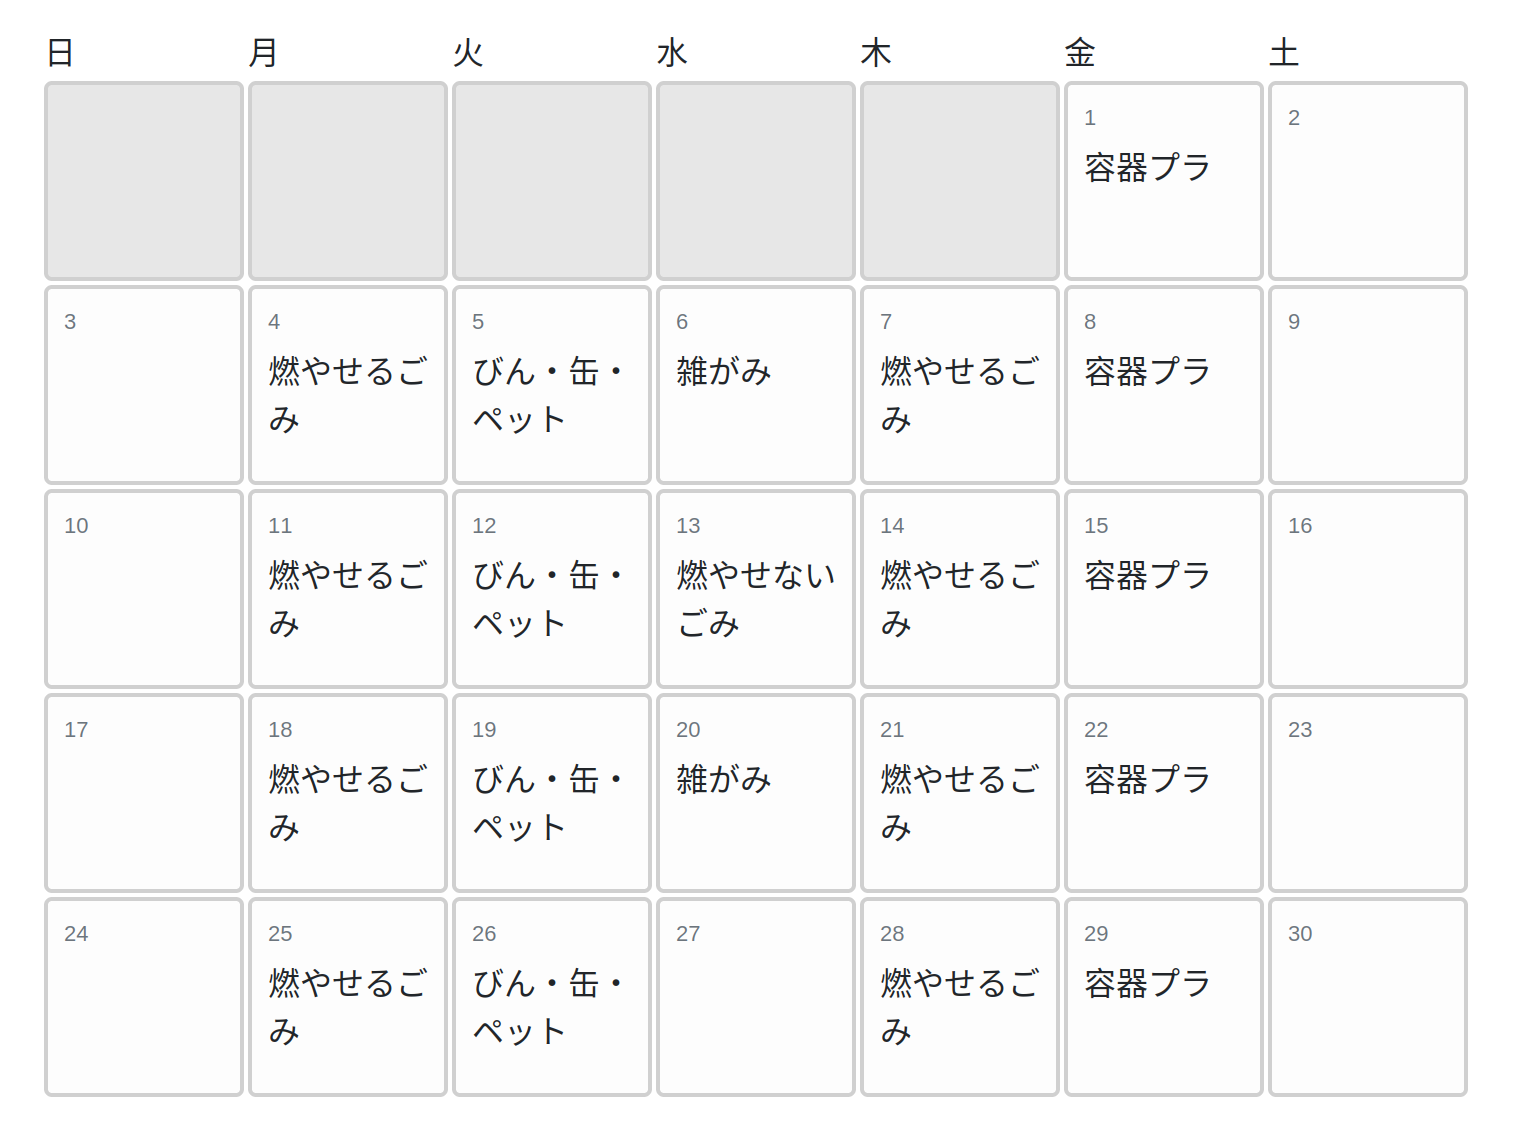 日 月 火 水 木 金 土
1
容器プラ
2
3
4
燃やせるご
み
5
びん・缶・
ペット
6
雑がみ
7
燃やせるご
み
8
容器プラ
9
10
11
燃やせるご
み
12
びん・缶・
ペット
13
燃やせない
ごみ
14
燃やせるご
み
15
容器プラ
16
17
18
燃やせるご
み
19
びん・缶・
ペット
20
雑がみ
21
燃やせるご
み
22
容器プラ
23
24
25
燃やせるご
み
26
びん・缶・
ペット
27
28
燃やせるご
み
29
容器プラ
30